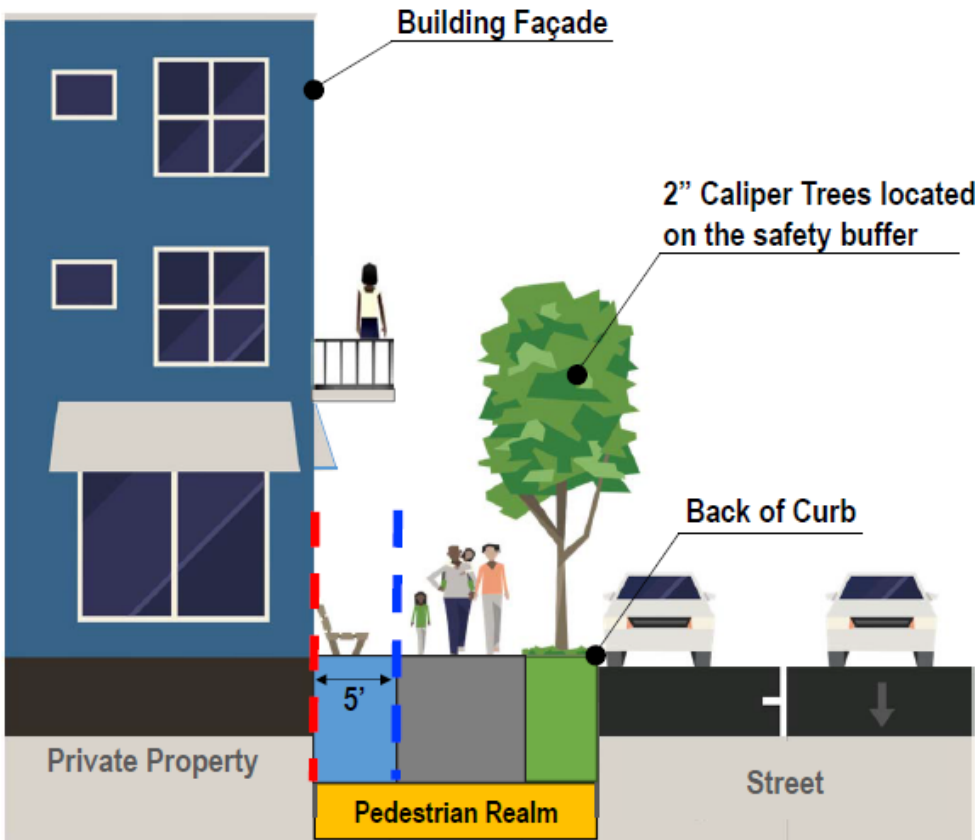 Building Façade
2” Caliper Trees located
on the safety buffer
Back of Curb
5’
Private Property
Pedestrian Realm
Street